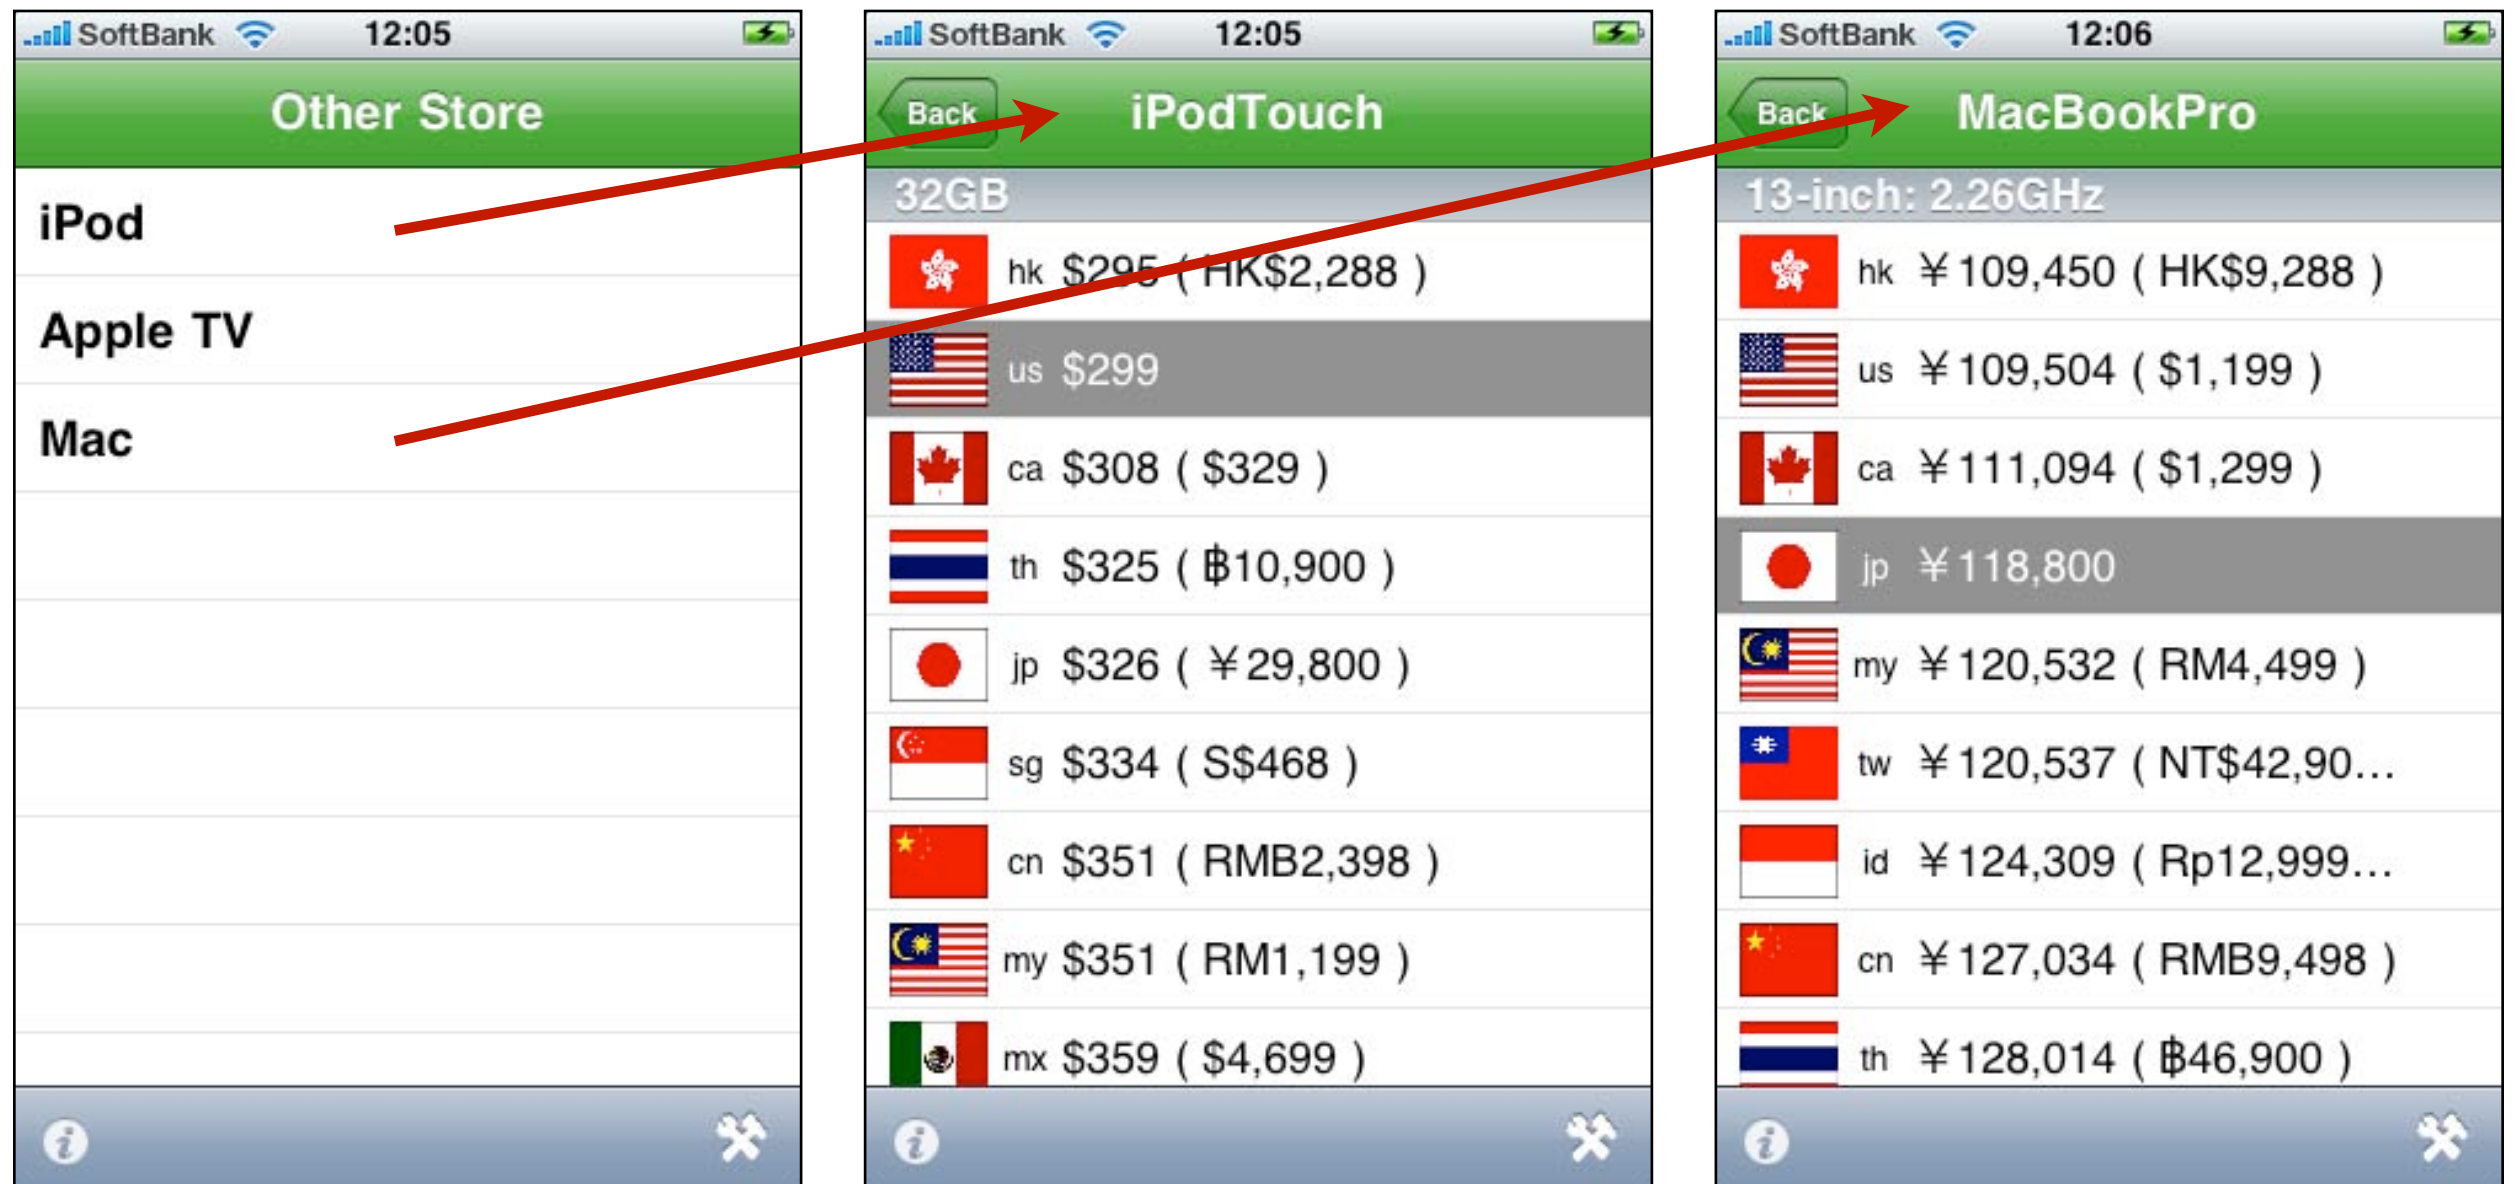 SoftBank 12:05
Other Store
iPod
Apple TV
Mac
SoftBank 12:05
Back iPodTouch
32GB
hk $295 ( HK$2,288 )
us $299
ca $308 ( $329 )
th $325 ( ฿10,900 )
jp $326 ( ¥29,800 )
sg $334 ( S$468 )
cn $351 ( RMB2,398 )
my $351 ( RM1,199 )
mx $359 ( $4,699 )
SoftBank 12:06
Back MacBookPro
13-inch: 2.26GHz
hk ¥109,450 ( HK$9,288 )
us ¥109,504 ( $1,199 )
ca ¥111,094 ( $1,299 )
jp ¥118,800
my ¥120,532 ( RM4,499 )
tw ¥120,537 ( NT$42,90...
id ¥124,309 ( Rp12,999...
cn ¥127,034 ( RMB9,498 )
th ¥128,014 ( ฿46,900 )